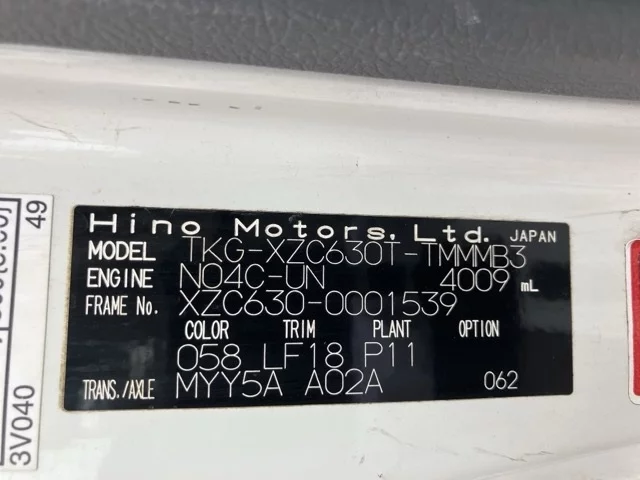 Hino Motors, Ltd. JAPAN
MODEL TKG-XZC630T-TMMMB3
ENGINE N04C-UN 4009 mL
FRAME No. XZC630-0001539
COLOR TRIM PLANT OPTION
058 LF18 P11
TRANS./AXLE MYY5A A02A 062
49
3V040